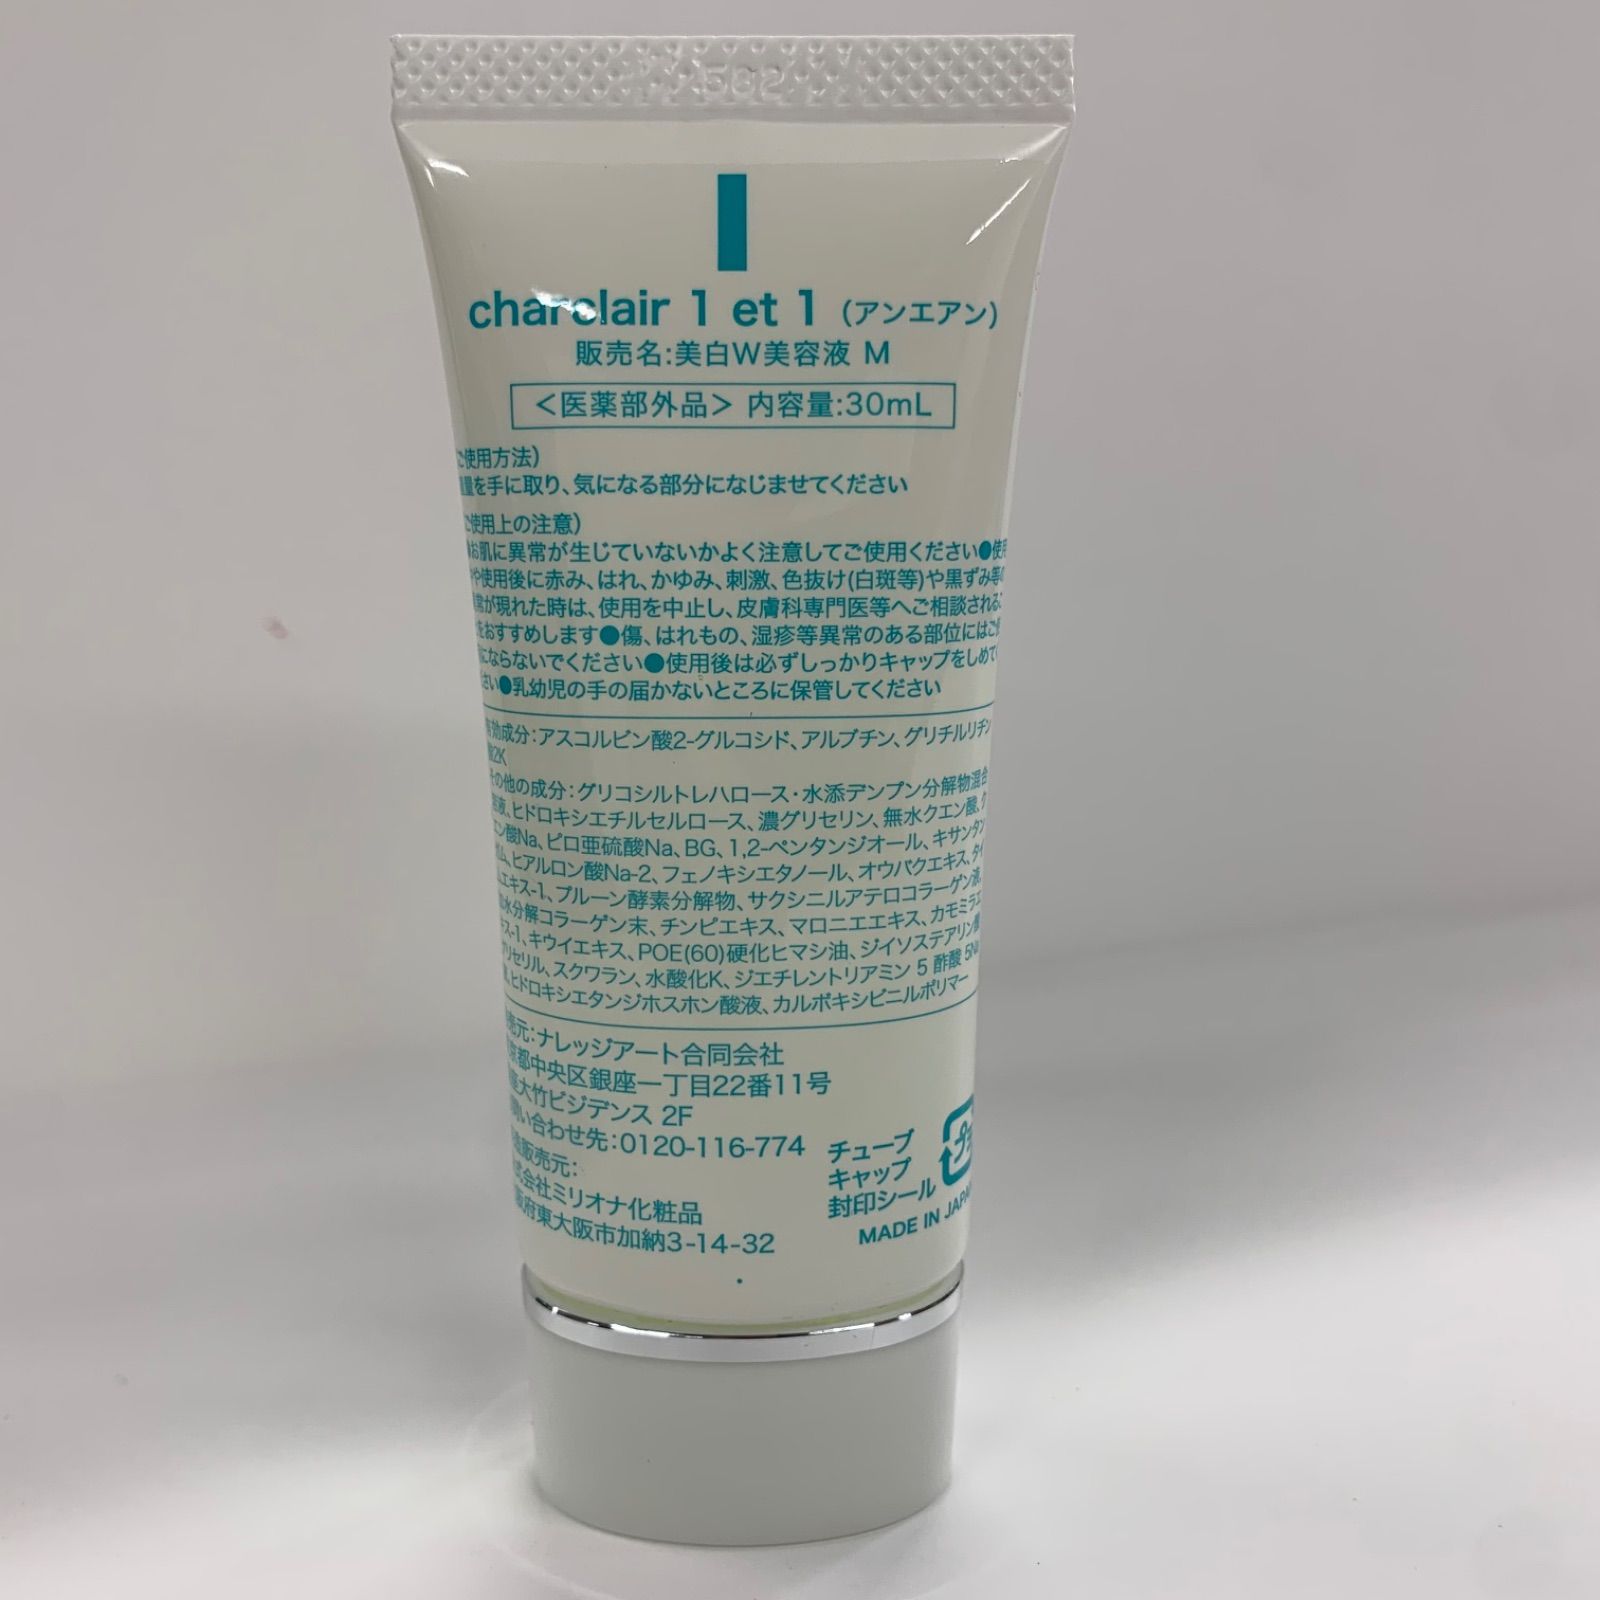 charclair 1 et 1 (アンエアン)
販売名:美白W美容液 M
<医薬部外品> 内容量:30mL
ご使用方法)
量を手に取り、気になる部分になじませてください
ご使用上の注意)
●お肌に異常が生じていないかよく注意してご使用ください●使用
や使用後に赤み、はれ、かゆみ、刺激、色抜け(白斑等)や黒ずみ等の
常が現れた時は、使用を中止し、皮膚科専門医等へご相談されるこ
をおすすめします●傷、はれもの、湿疹等異常のある部位にはご使
にならないでください●使用後は必ずしっかりキャップをしめてく
さい●乳幼児の手の届かないところに保管してください
有効成分:アスコルビン酸2-グルコシド、アルブチン、グリチルリチン
酸2K
その他の成分:グリコシルトレハロース・水添デンプン分解物混合
溶液、ヒドロキシエチルセルロース、濃グリセリン、無水クエン酸、ク
エン酸Na、ピロ亜硫酸Na、BG、1,2-ペンタンジオール、キサンタン
ガム、ヒアルロン酸Na-2、フェノキシエタノール、オウバクエキス、タイ
ムエキス-1、プルーン酵素分解物、サクシニルアテロコラーゲン液、
加水分解コラーゲン末、チンピエキス、マロニエエキス、カモミラエ
キス-1、キウイエキス、POE(60)硬化ヒマシ油、ジイソステアリン酸
グリセリル、スクワラン、水酸化K、ジエチレントリアミン 5 酢酸 5Na
液、ヒドロキシエタンジホスホン酸液、カルボキシビニルポリマー
発売元:ナレッジアート合同会社
東京都中央区銀座一丁目22番11号
銀座大竹ビジデンス 2F
お問い合わせ先:0120-116-774
製造販売元:
株式会社ミリオナ化粧品
大阪府東大阪市加納3-14-32
チューブ
キャップ
封印シール
プラ
MADE IN JAPAN